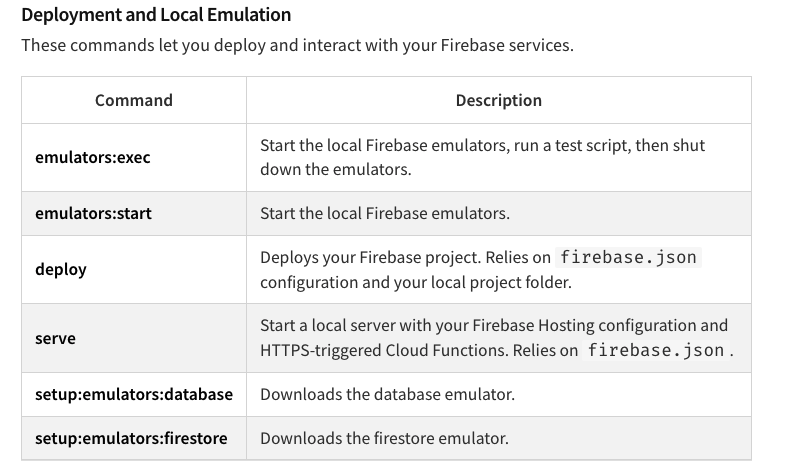 Deployment and Local Emulation
These commands let you deploy and interact with your Firebase services.
Command Description
emulators:exec Start the local Firebase emulators, run a test script, then shut
down the emulators.
emulators:start Start the local Firebase emulators.
deploy Deploys your Firebase project. Relies on firebase.json
configuration and your local project folder.
serve Start a local server with your Firebase Hosting configuration and
HTTPS-triggered Cloud Functions. Relies on firebase.json.
setup:emulators:database Downloads the database emulator.
setup:emulators:firestore Downloads the firestore emulator.